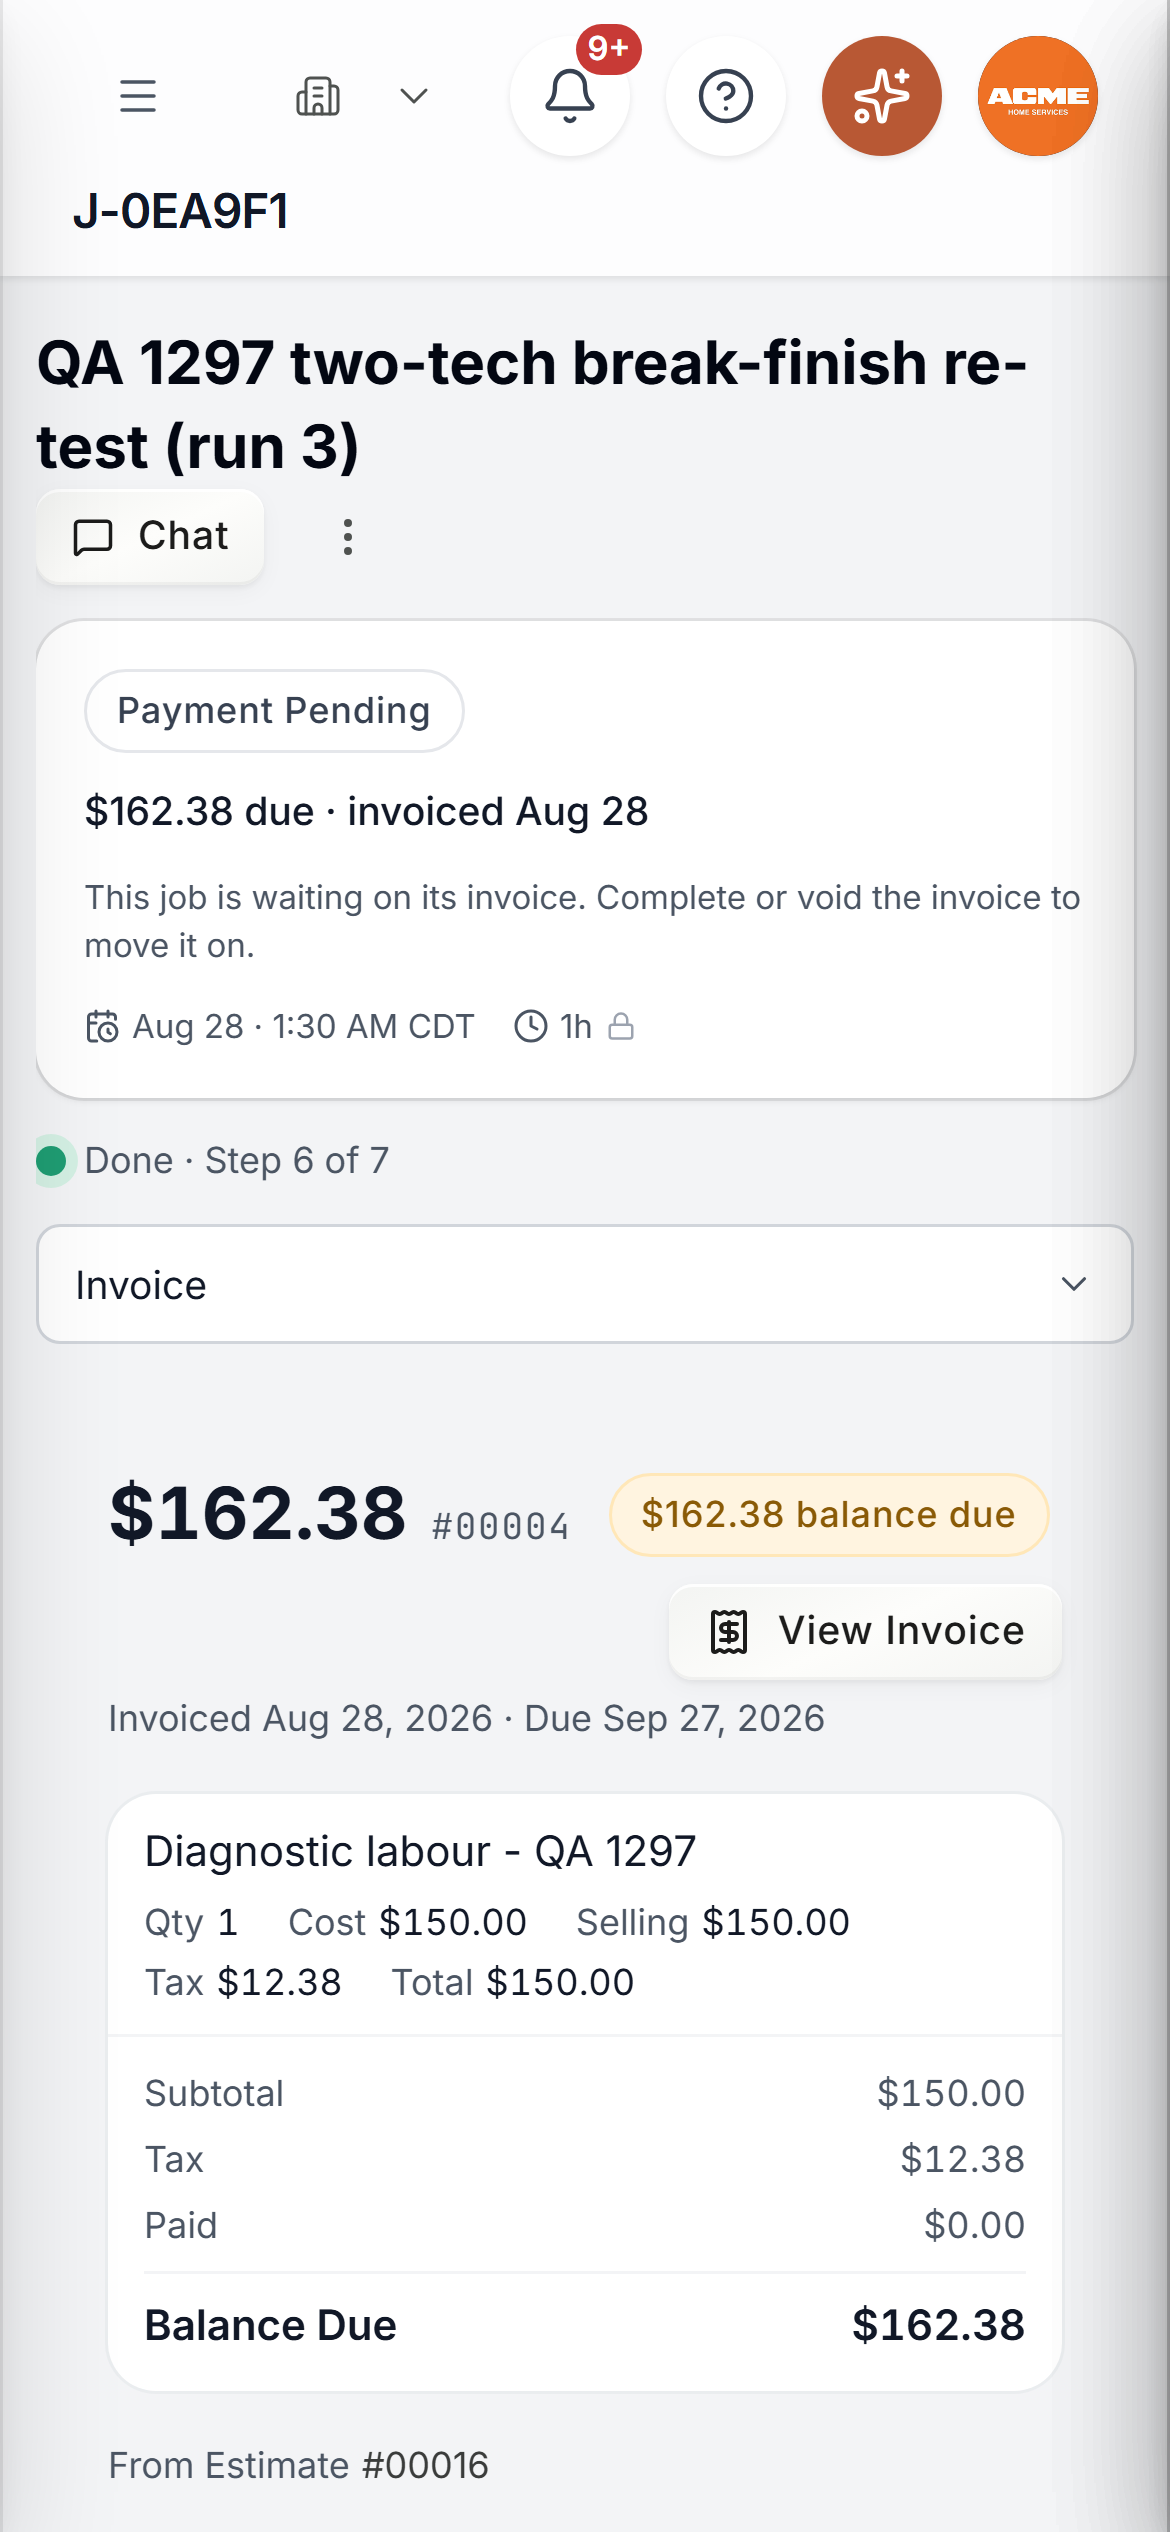 9+
ACME
HOME SERVICES
J-0EA9F1
QA 1297 two-tech break-finish re-
test (run 3)
Chat
Payment Pending
$162.38 due · invoiced Aug 28
This job is waiting on its invoice. Complete or void the invoice to
move it on.
Aug 28 · 1:30 AM CDT 1h
Done · Step 6 of 7
Invoice
$162.38 #00004 $162.38 balance due
View Invoice
Invoiced Aug 28, 2026 · Due Sep 27, 2026
Diagnostic labour - QA 1297
Qty 1 Cost $150.00 Selling $150.00
Tax $12.38 Total $150.00
Subtotal $150.00
Tax $12.38
Paid $0.00
Balance Due $162.38
From Estimate #00016